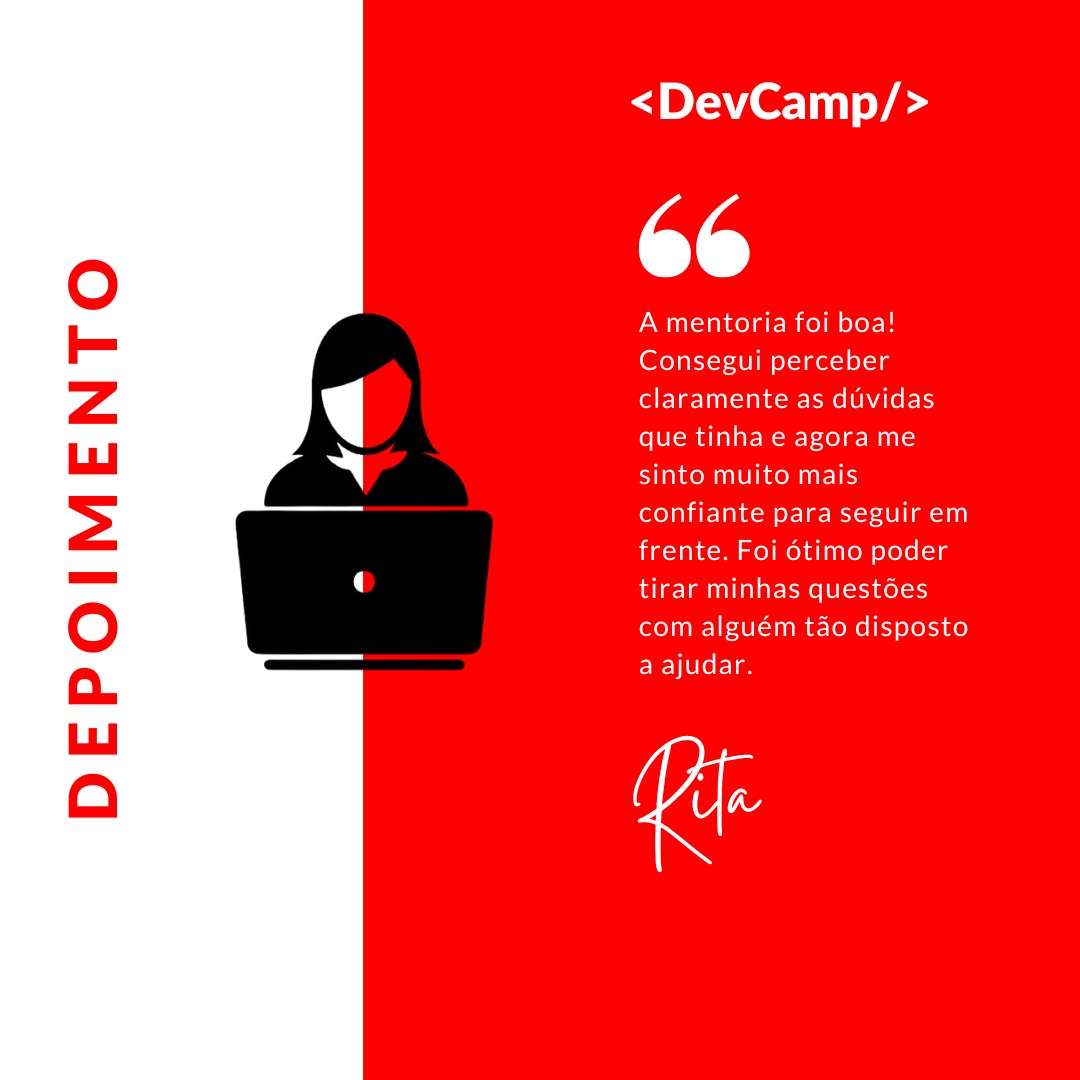 DEPOIMENTO
<DevCamp/>
“
A mentoria foi boa!
Consegui perceber
claramente as dúvidas
que tinha e agora me
sinto muito mais
confiante para seguir em
frente. Foi ótimo poder
tirar minhas questões
com alguém tão disposto
a ajudar.
Rita